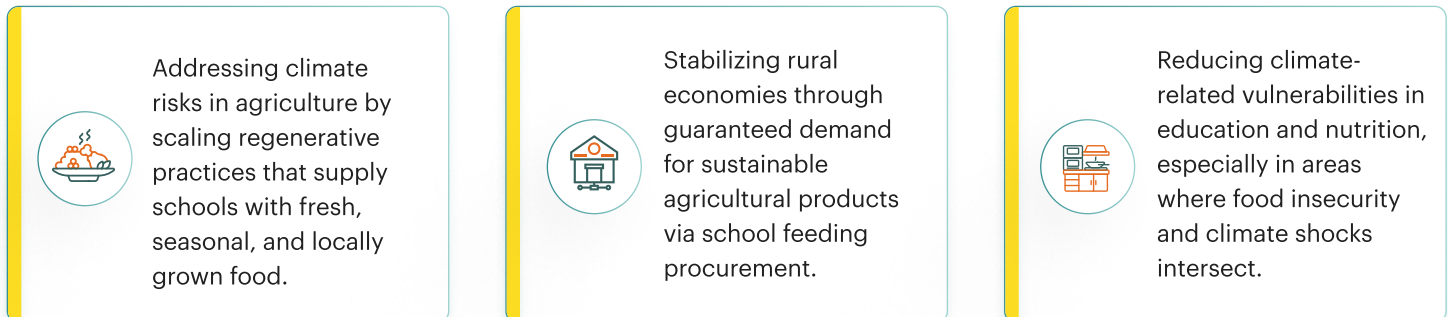 Addressing climate
risks in agriculture by
scaling regenerative
practices that supply
schools with fresh,
seasonal, and locally
grown food.
Stabilizing rural
economies through
guaranteed demand
for sustainable
agricultural products
via school feeding
procurement.
Reducing climate-
related vulnerabilities in
education and nutrition,
especially in areas
where food insecurity
and climate shocks
intersect.